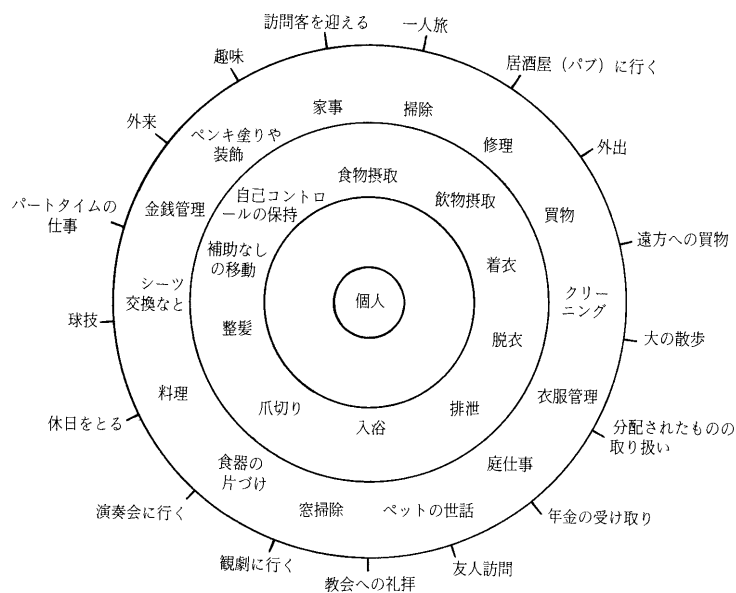 訪問客を迎える
一人旅
居酒屋（パブ）に行く
外出
遠方への買物
大の散歩
分配されたものの
取り扱い
年金の受け取り
友人訪問
教会への礼拝
観劇に行く
演奏会に行く
休日をとる
球技
パートタイムの
仕事
外来
趣味
家事
掃除
修理
買物
クリー
ニング
衣服管理
庭仕事
ペットの世話
窓掃除
食器の
片づけ
料理
シーツ
交換なと
金銭管理
ペンキ塗りや
装飾
食物摂取
飲物摂取
着衣
脱衣
排泄
入浴
爪切り
整髪
補助なし
の移動
自己コントロ
ールの保持
個人